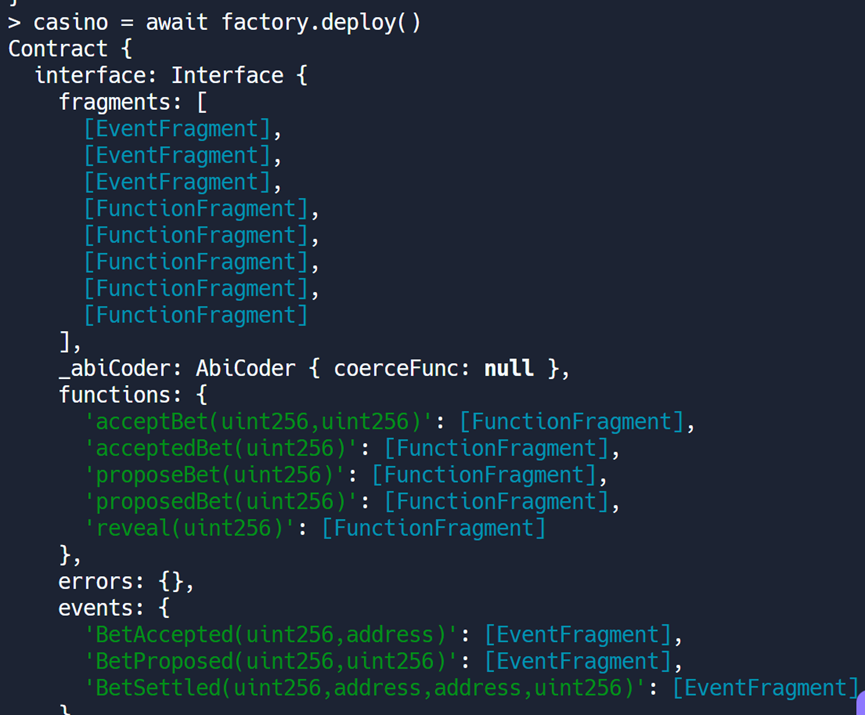 }
> casino = await factory.deploy()
Contract {
  interface: Interface {
    fragments: [
      [EventFragment],
      [EventFragment],
      [EventFragment],
      [FunctionFragment],
      [FunctionFragment],
      [FunctionFragment],
      [FunctionFragment],
      [FunctionFragment]
    ],
    _abiCoder: AbiCoder { coerceFunc: null },
    functions: {
      'acceptBet(uint256,uint256)': [FunctionFragment],
      'acceptedBet(uint256)': [FunctionFragment],
      'proposeBet(uint256)': [FunctionFragment],
      'proposedBet(uint256)': [FunctionFragment],
      'reveal(uint256)': [FunctionFragment]
    },
    errors: {},
    events: {
      'BetAccepted(uint256,address)': [EventFragment],
      'BetProposed(uint256,uint256)': [EventFragment],
      'BetSettled(uint256,address,address,uint256)': [EventFragment]
    }